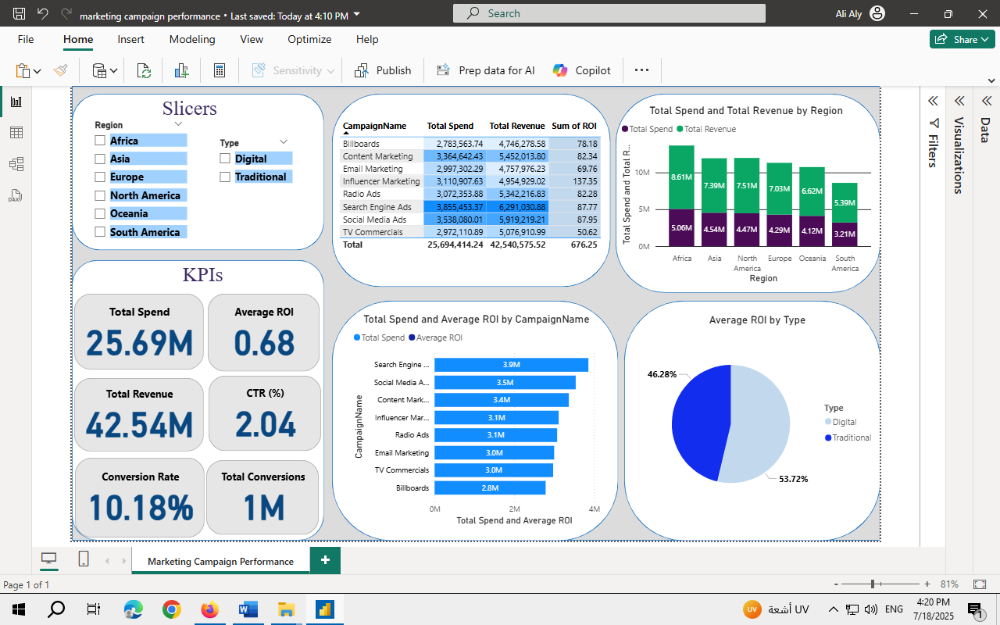 marketing campaign performance • Last saved: Today at 4:10 PM
Search
Ali Aly
File Home Insert Modeling View Optimize Help
Share
Sensitivity
Publish
Prep data for AI
Copilot
Slicers
Region
Africa
Asia
Europe
North America
Oceania
South America
Type
Digital
Traditional
CampaignName Total Spend Total Revenue Sum of ROI
Billboards 2,783,563.74 4,746,278.58 78.18
Content Marketing 3,364,642.43 5,452,013.80 82.34
Email Marketing 2,997,302.29 4,757,976.23 69.76
Influencer Marketing 3,110,907.63 4,954,929.02 137.35
Radio Ads 3,072,353.88 5,342,216.83 82.28
Search Engine Ads 3,855,453.37 6,291,030.88 87.77
Social Media Ads 3,538,080.01 5,919,219.21 87.95
TV Commercials 2,972,110.89 5,076,910.99 50.62
Total 25,694,414.24 42,540,575.52 676.25
Total Spend and Total Revenue by Region
Total Spend Total Revenue
Total Spend and Total R...
10M
5M
0M
8.61M 7.39M 7.51M 7.03M 6.62M 5.39M
5.06M 4.54M 4.47M 4.29M 4.12M 3.21M
Africa Asia North America Europe Oceania South America
Region
KPIs
Total Spend
25.69M
Average ROI
0.68
Total Revenue
42.54M
CTR (%)
2.04
Conversion Rate
10.18%
Total Conversions
1M
Total Spend and Average ROI by CampaignName
Total Spend Average ROI
CampaignName
Search Engine ... 3.9M
Social Media A... 3.5M
Content Mark... 3.4M
Influencer Mar... 3.1M
Radio Ads 3.1M
Email Marketing 3.0M
TV Commercials 3.0M
Billboards 2.8M
0M 2M 4M
Total Spend and Average ROI
Average ROI by Type
46.28%
53.72%
Type
Digital
Traditional
Filters
Visualizations
Data
DAX
Marketing Campaign Performance
Page 1 of 1
- + 81%
UV
UV أشعة
ENG
4:20 PM
7/18/2025
1